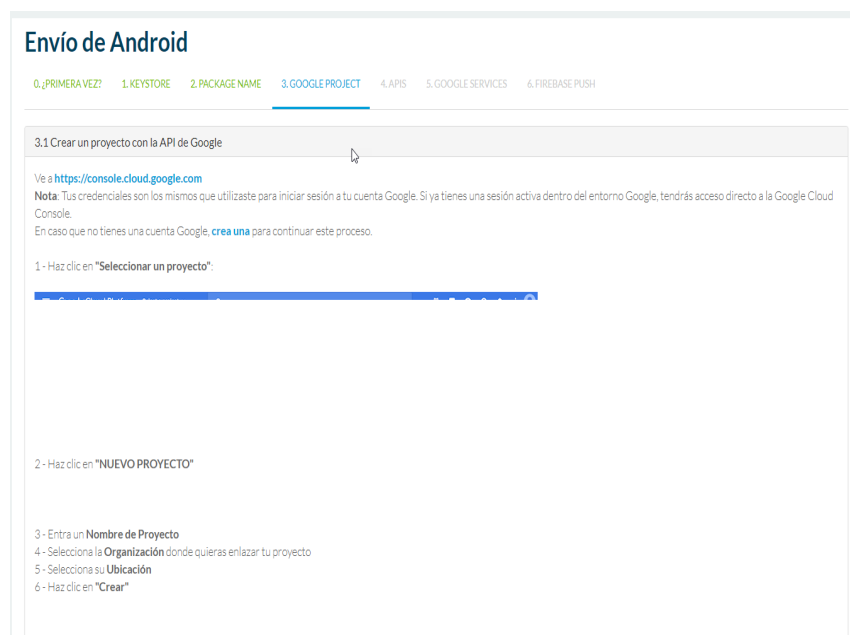 Envío de Android
0. ¿PRIMERA VEZ? 1. KEYSTORE 2. PACKAGE NAME 3. GOOGLE PROJECT 4. APIS 5. GOOGLE SERVICES 6. FIREBASE PUSH
3.1 Crear un proyecto con la API de Google
Ve a https://console.cloud.google.com
Nota: Tus credenciales son los mismos que utilizaste para iniciar sesión a tu cuenta Google. Si ya tienes una sesión activa dentro del entorno Google, tendrás acceso directo a la Google Cloud
Console.
En caso que no tienes una cuenta Google, crea una para continuar este proceso.
1 - Haz clic en "Seleccionar un proyecto":
2 - Haz clic en "NUEVO PROYECTO"
3 - Entra un Nombre de Proyecto
4 - Selecciona la Organización donde quieras enlazar tu proyecto
5 - Selecciona su Ubicación
6 - Haz clic en "Crear"